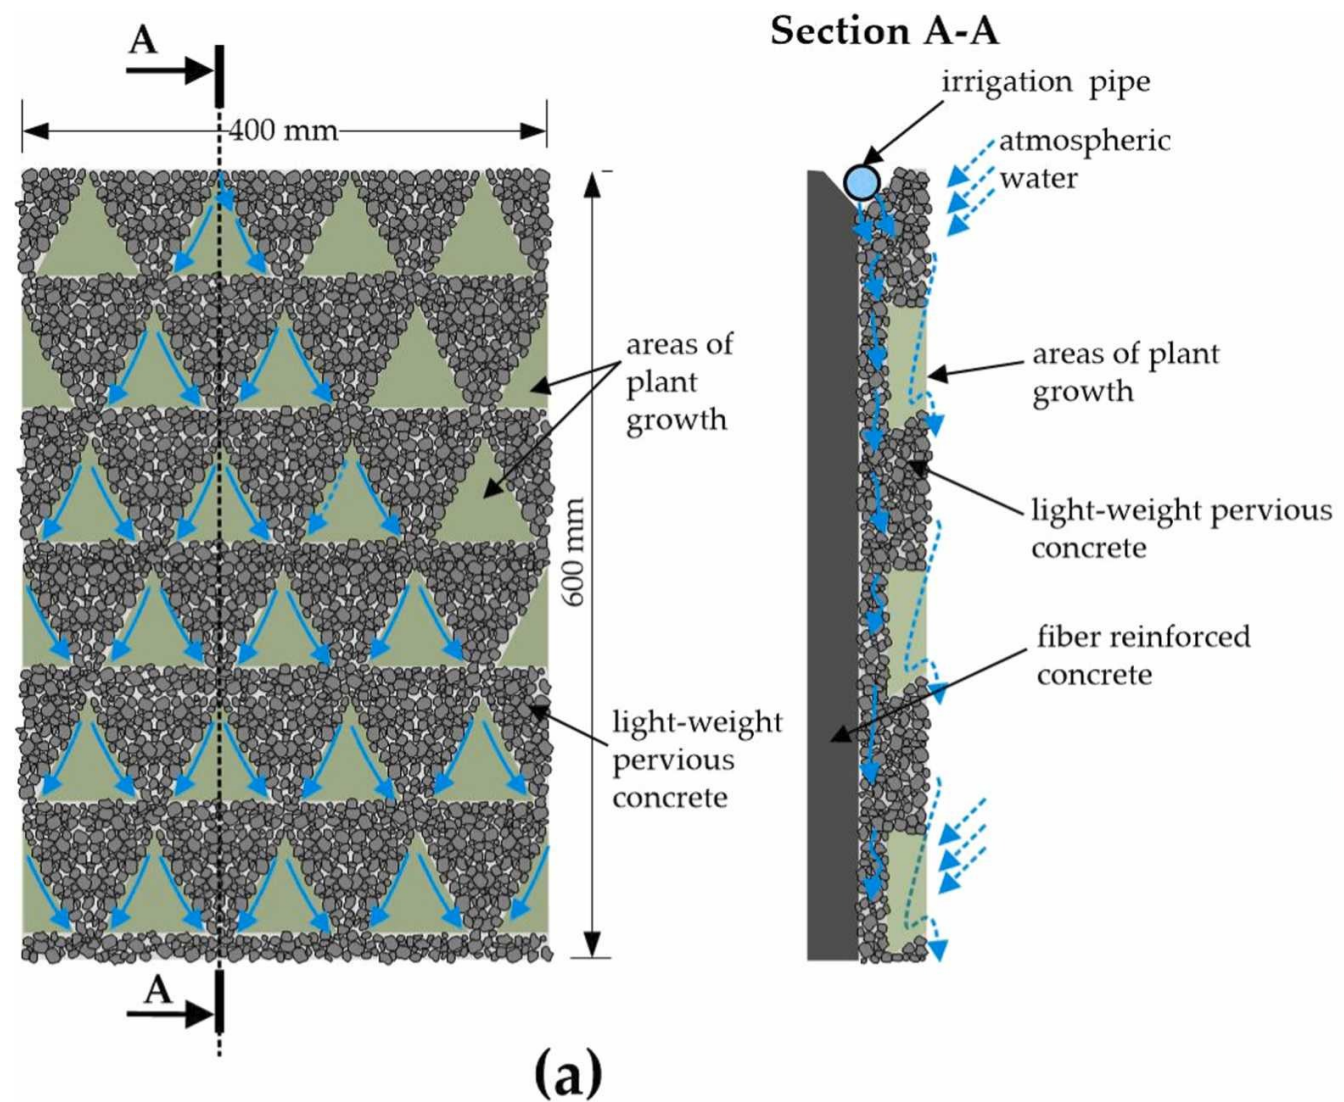 Section A-A
A
irrigation pipe
400 mm
atmospheric
water
areas of
plant
growth
areas of plant
growth
600 mm
light-weight pervious
concrete
fiber reinforced
concrete
light-weight
pervious
concrete
A
(a)